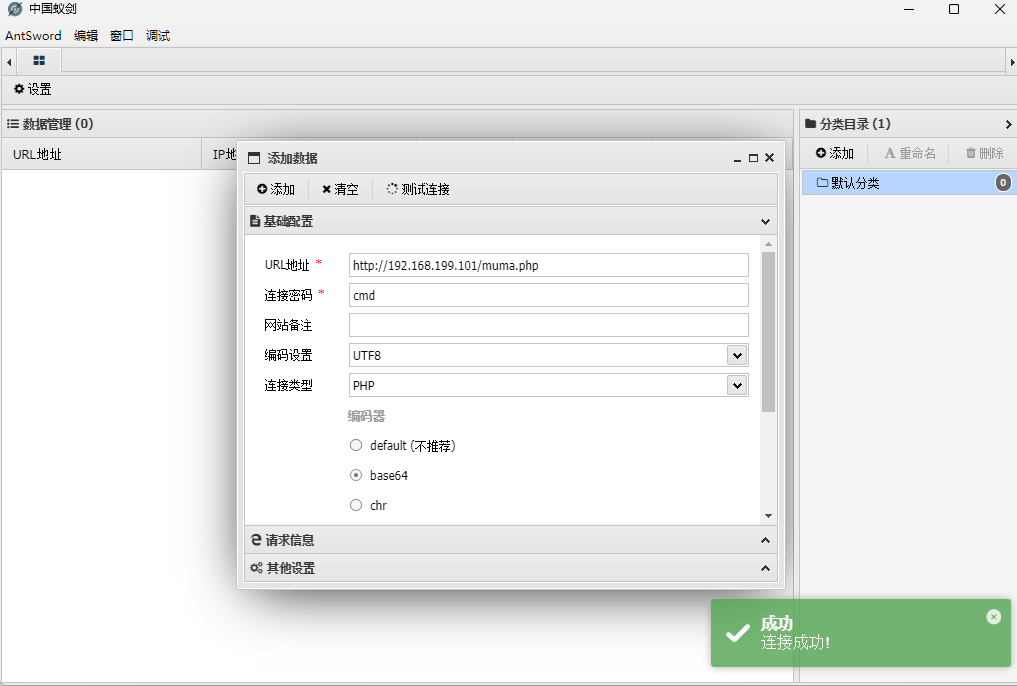 中国蚁剑
AntSword 编辑 窗口 调试
设置
数据管理 (0)
分类目录 (1)
URL地址
IP地
添加 重命名 删除
默认分类 0
添加数据
添加 清空 测试连接
基础配置
URL地址 * http://192.168.199.101/muma.php
连接密码 * cmd
网站备注
编码设置 UTF8
连接类型 PHP
编码器
default (不推荐)
base64
chr
请求信息
其他设置
成功
连接成功!